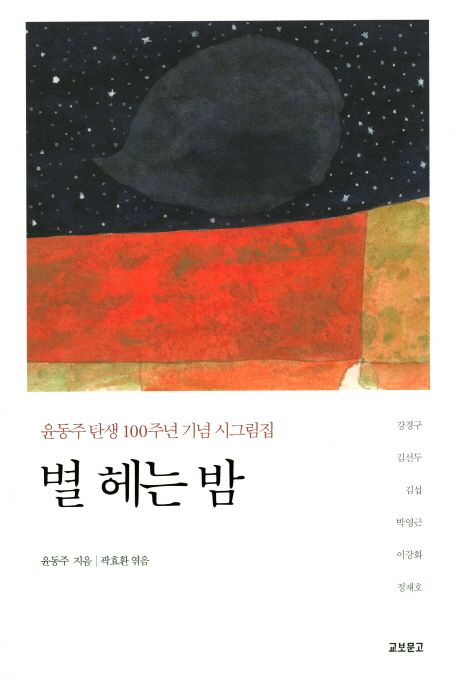 윤동주 탄생 100주년 기념 시그림집
별 헤는 밤
윤동주 지음 | 곽효환 엮음
강경구
김선두
김섭
박영근
이강화
정재호
교보문고